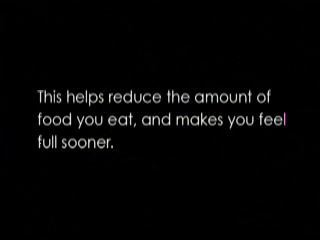 This helps reduce the amount of
food you eat, and makes you feel
full sooner.